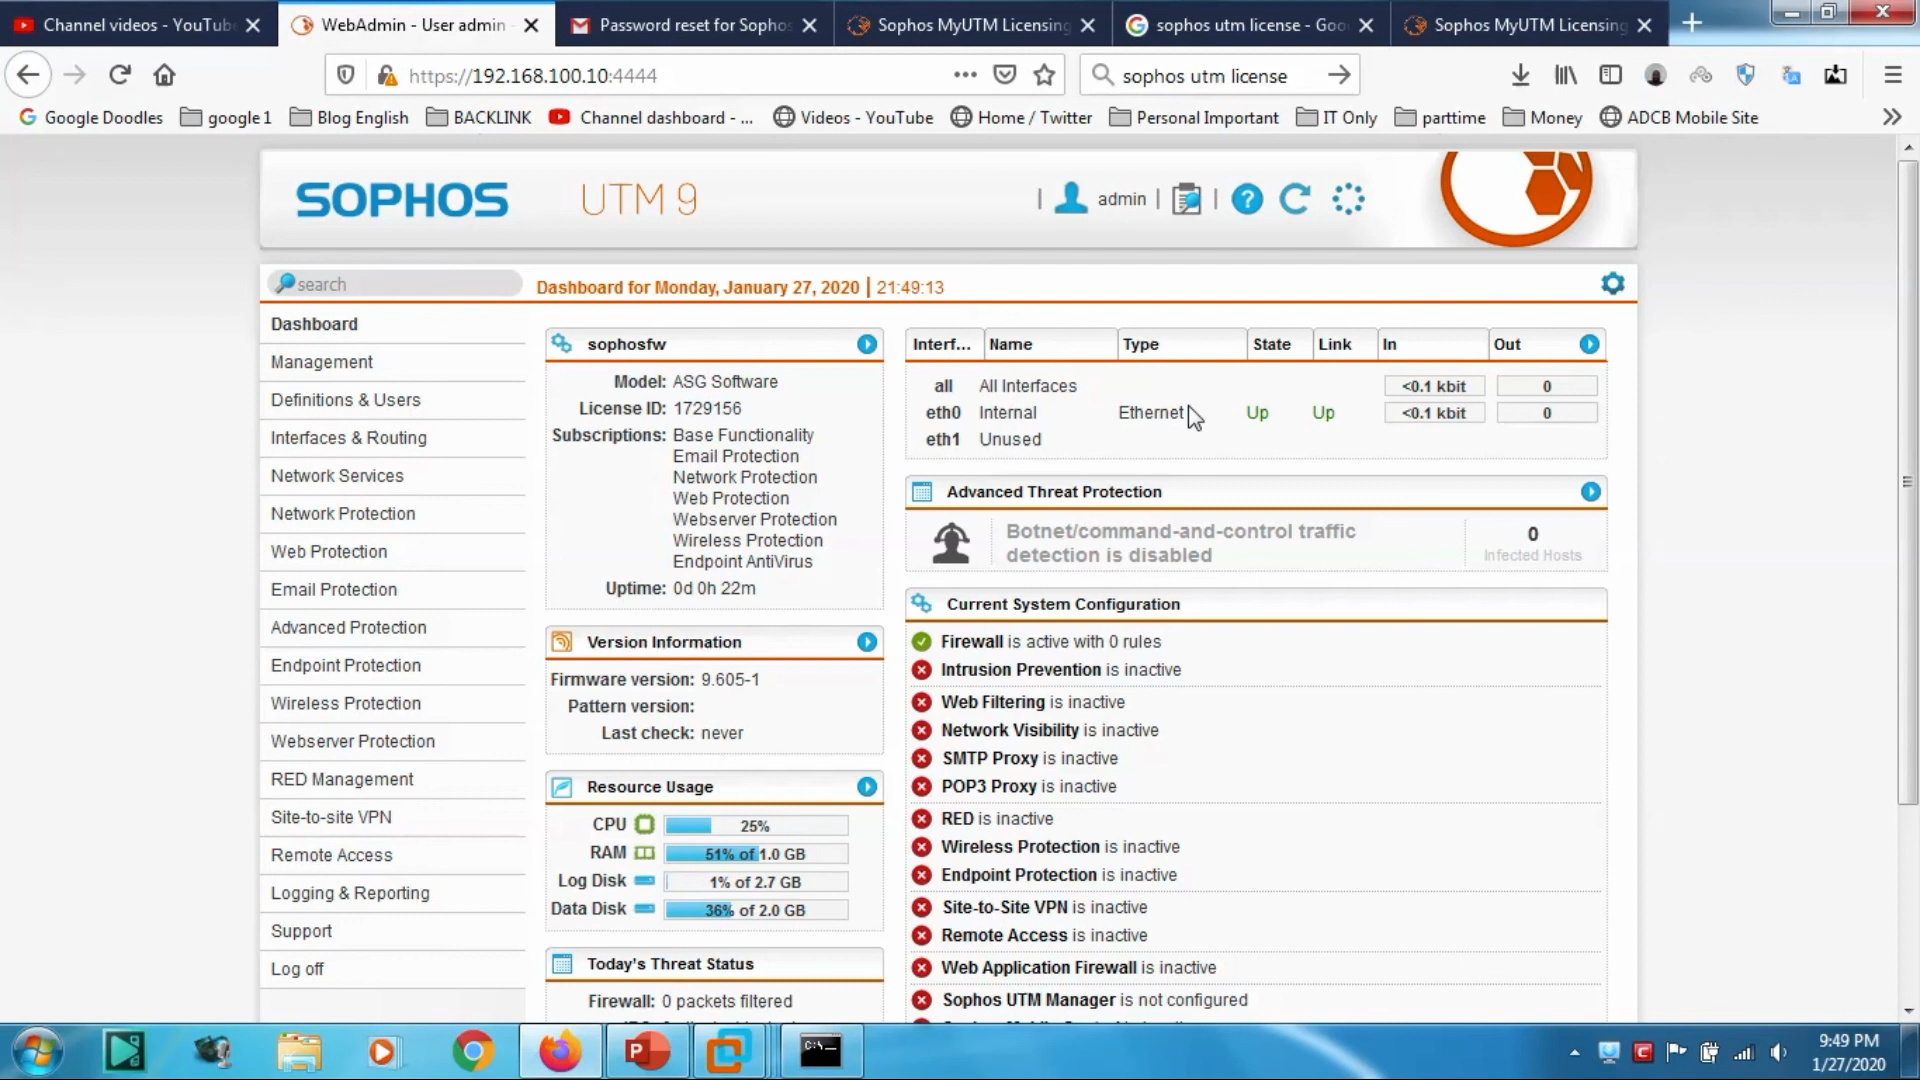 Channel videos - YouTube
WebAdmin - User admin -
Password reset for Sophos
Sophos MyUTM Licensing
sophos utm license - Goo
Sophos MyUTM Licensing
https://192.168.100.10:4444
sophos utm license
Google Doodles google 1 Blog English BACKLINK Channel dashboard - ... Videos - YouTube Home / Twitter Personal Important IT Only parttime Money ADCB Mobile Site
SOPHOS UTM 9
admin
search
Dashboard for Monday, January 27, 2020 | 21:49:13
Dashboard
Management
Definitions & Users
Interfaces & Routing
Network Services
Network Protection
Web Protection
Email Protection
Advanced Protection
Endpoint Protection
Wireless Protection
Webserver Protection
RED Management
Site-to-site VPN
Remote Access
Logging & Reporting
Support
Log off
sophosfw
Model: ASG Software
License ID: 1729156
Subscriptions: Base Functionality
Email Protection
Network Protection
Web Protection
Webserver Protection
Wireless Protection
Endpoint AntiVirus
Uptime: 0d 0h 22m
Version Information
Firmware version: 9.605-1
Pattern version:
Last check: never
Resource Usage
CPU 25%
RAM 51% of 1.0 GB
Log Disk 1% of 2.7 GB
Data Disk 36% of 2.0 GB
Today's Threat Status
Firewall: 0 packets filtered
Interf... Name Type State Link In Out
all All Interfaces <0.1 kbit 0
eth0 Internal Ethernet Up Up <0.1 kbit 0
eth1 Unused
Advanced Threat Protection
Botnet/command-and-control traffic
detection is disabled
0
Infected Hosts
Current System Configuration
Firewall is active with 0 rules
Intrusion Prevention is inactive
Web Filtering is inactive
Network Visibility is inactive
SMTP Proxy is inactive
POP3 Proxy is inactive
RED is inactive
Wireless Protection is inactive
Endpoint Protection is inactive
Site-to-Site VPN is inactive
Remote Access is inactive
Web Application Firewall is inactive
Sophos UTM Manager is not configured
9:49 PM
1/27/2020